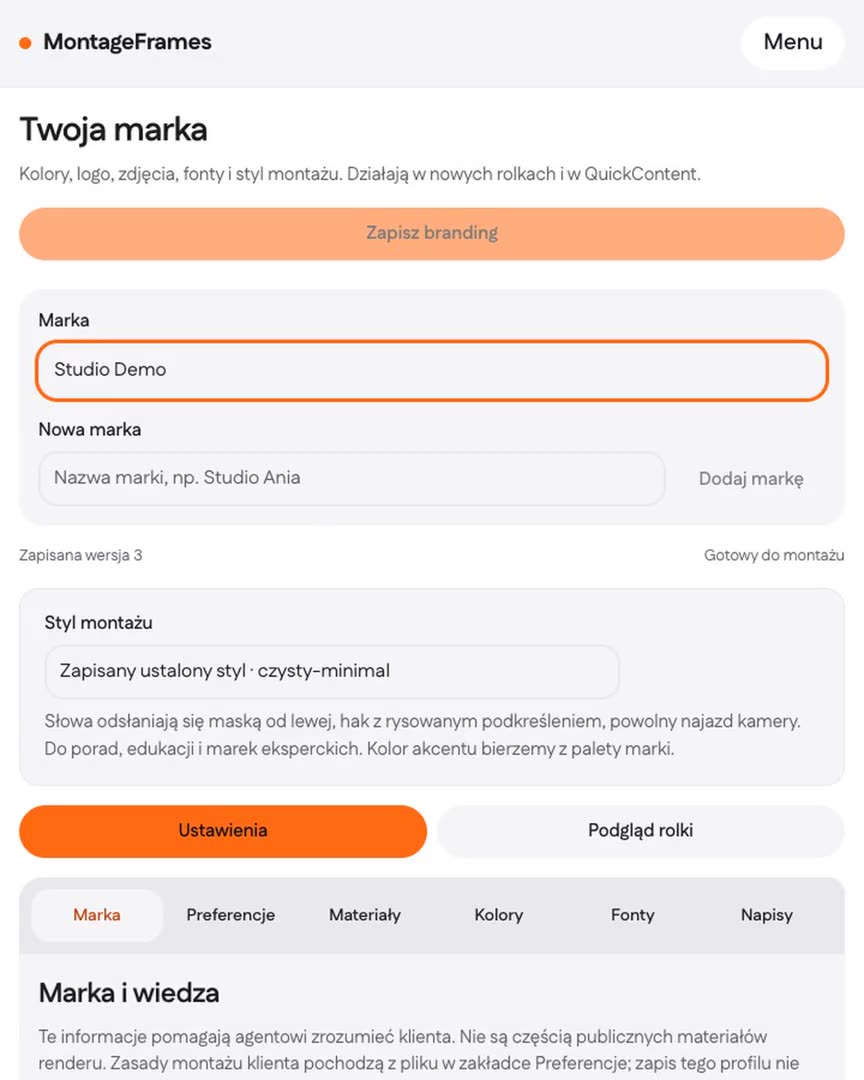 MontageFrames
Menu
Twoja marka
Kolory, logo, zdjęcia, fonty i styl montażu. Działają w nowych rolkach i w QuickContent.
Zapisz branding
Marka
Studio Demo
Nowa marka
Nazwa marki, np. Studio Ania
Dodaj markę
Zapisana wersja 3
Gotowy do montażu
Styl montażu
Zapisany ustalony styl · czysty-minimal
Słowa odsłaniają się maską od lewej, hak z rysowanym podkreśleniem, powolny najazd kamery.
Do porad, edukacji i marek eksperckich. Kolor akcentu bierzemy z palety marki.
Ustawienia
Podgląd rolki
Marka
Preferencje
Materiały
Kolory
Fonty
Napisy
Marka i wiedza
Te informacje pomagają agentowi zrozumieć klienta. Nie są częścią publicznych materiałów
renderu. Zasady montażu klienta pochodzą z pliku w zakładce Preferencje; zapis tego profilu nie